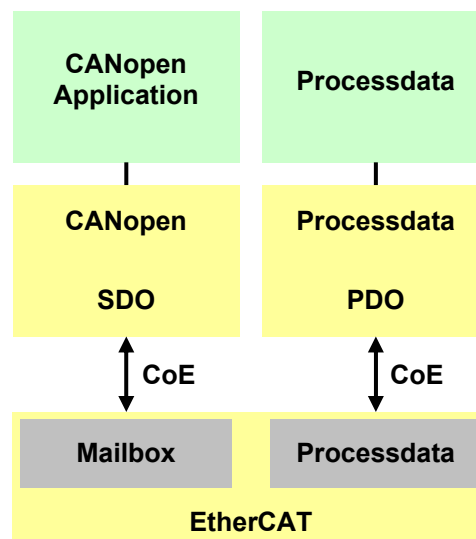 CANopen
Application
Processdata
CANopen
SDO
Processdata
PDO
CoE
CoE
Mailbox
Processdata
EtherCAT